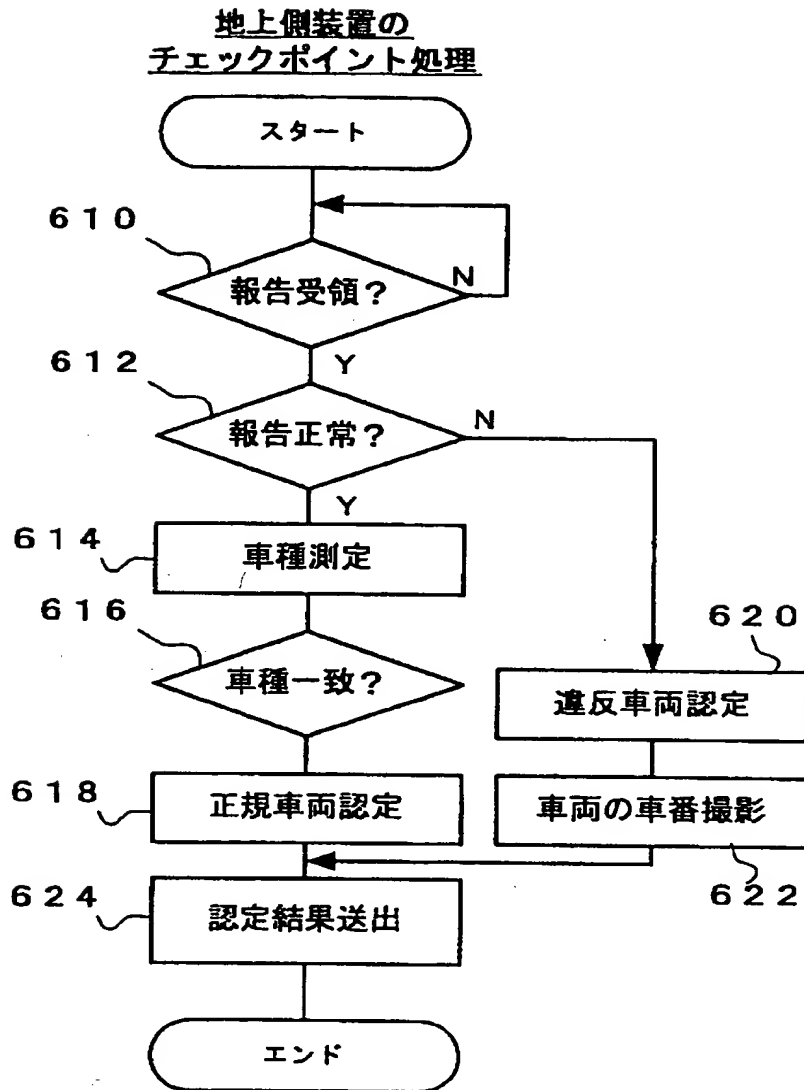 地上側装置の
チェックポイント処理
スタート
610
報告受領?
N
Y
612
報告正常?
N
Y
614
車種測定
616
車種一致?
620
違反車両認定
618
正規車両認定
車両の車番撮影
622
624
認定結果送出
エンド